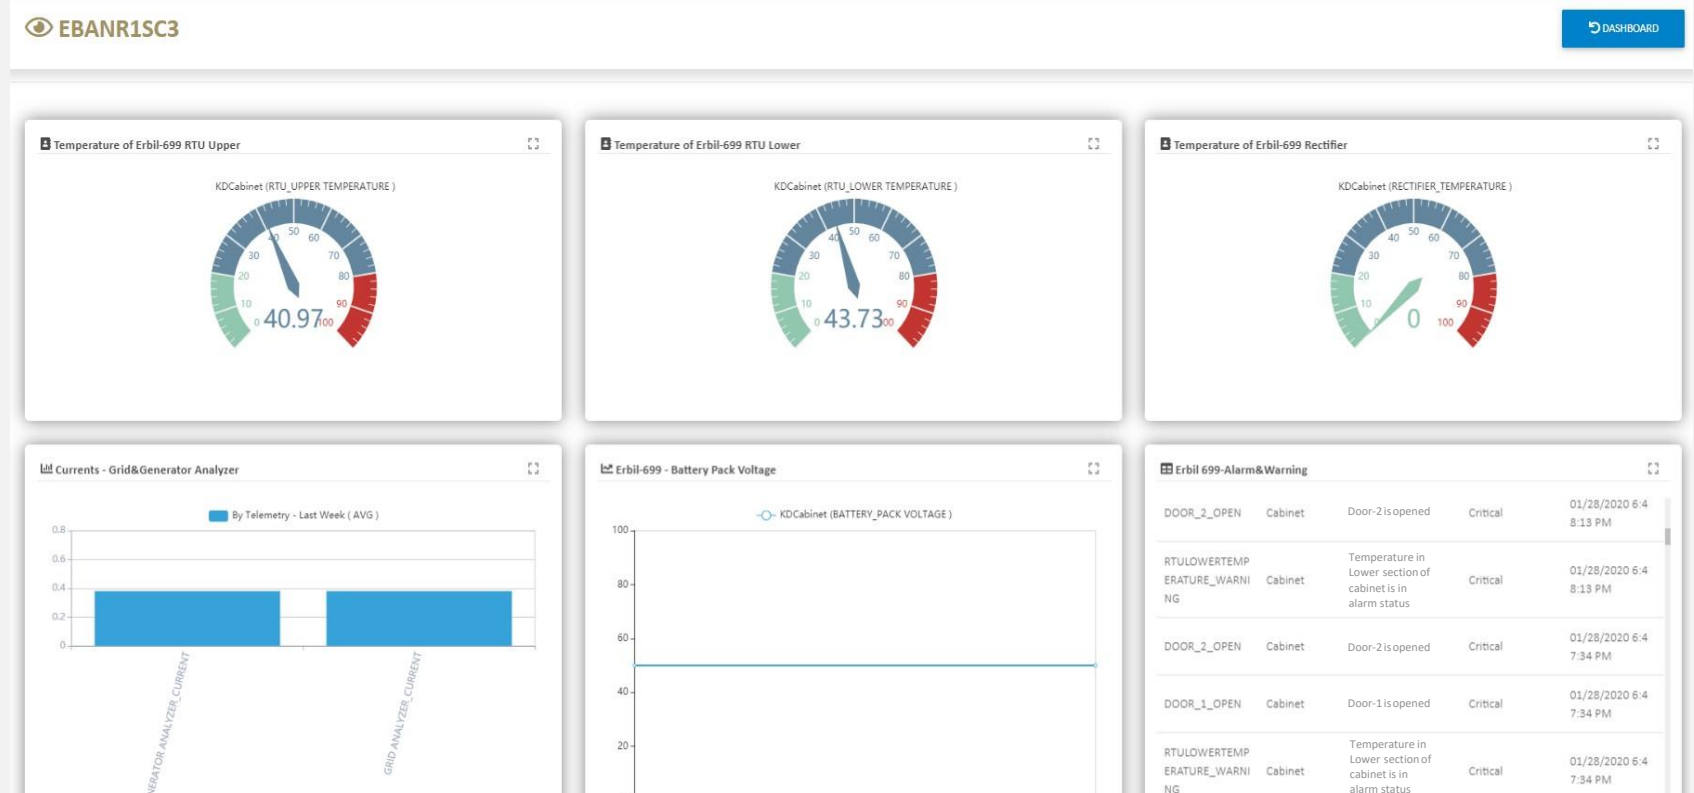 EBANR1SC3
DASHBOARD
Temperature of Erbil-699 RTU Upper
KDCabinet (RTU_UPPER TEMPERATURE )
0
10
20
30
40
50
60
70
80
90
100
40.97
Temperature of Erbil-699 RTU Lower
KDCabinet (RTU_LOWER TEMPERATURE )
0
10
20
30
40
50
60
70
80
90
00
43.73
Temperature of Erbil-699 Rectifier
KDCabinet (RECTIFIER_TEMPERATURE )
0
10
20
30
40
50
60
70
80
90
100
0
Currents - Grid&Generator Analyzer
By Telemetry - Last Week ( AVG )
0.8
0.6
0.4
0.2
0
NERATOR ANALYZER_CURRENT
GRID ANALYZER_CURRENT
Erbil-699 - Battery Pack Voltage
KDCabinet (BATTERY_PACK VOLTAGE )
100
80
60
40
20
Erbil 699-Alarm&Warning
DOOR_2_OPEN Cabinet Door-2 is opened Critical 01/28/2020 6:4
8:13 PM
RTULOWERTEMP
ERATURE_WARNI
NG
Cabinet
Temperature in
Lower section of
cabinet is in
alarm status
Critical
01/28/2020 6:4
8:13 PM
DOOR_2_OPEN Cabinet Door-2 is opened Critical 01/28/2020 6:4
7:34 PM
DOOR_1_OPEN Cabinet Door-1 is opened Critical 01/28/2020 6:4
7:34 PM
RTULOWERTEMP
ERATURE_WARNI
NG
Cabinet
Temperature in
Lower section of
cabinet is in
alarm status
Critical
01/28/2020 6:4
7:34 PM